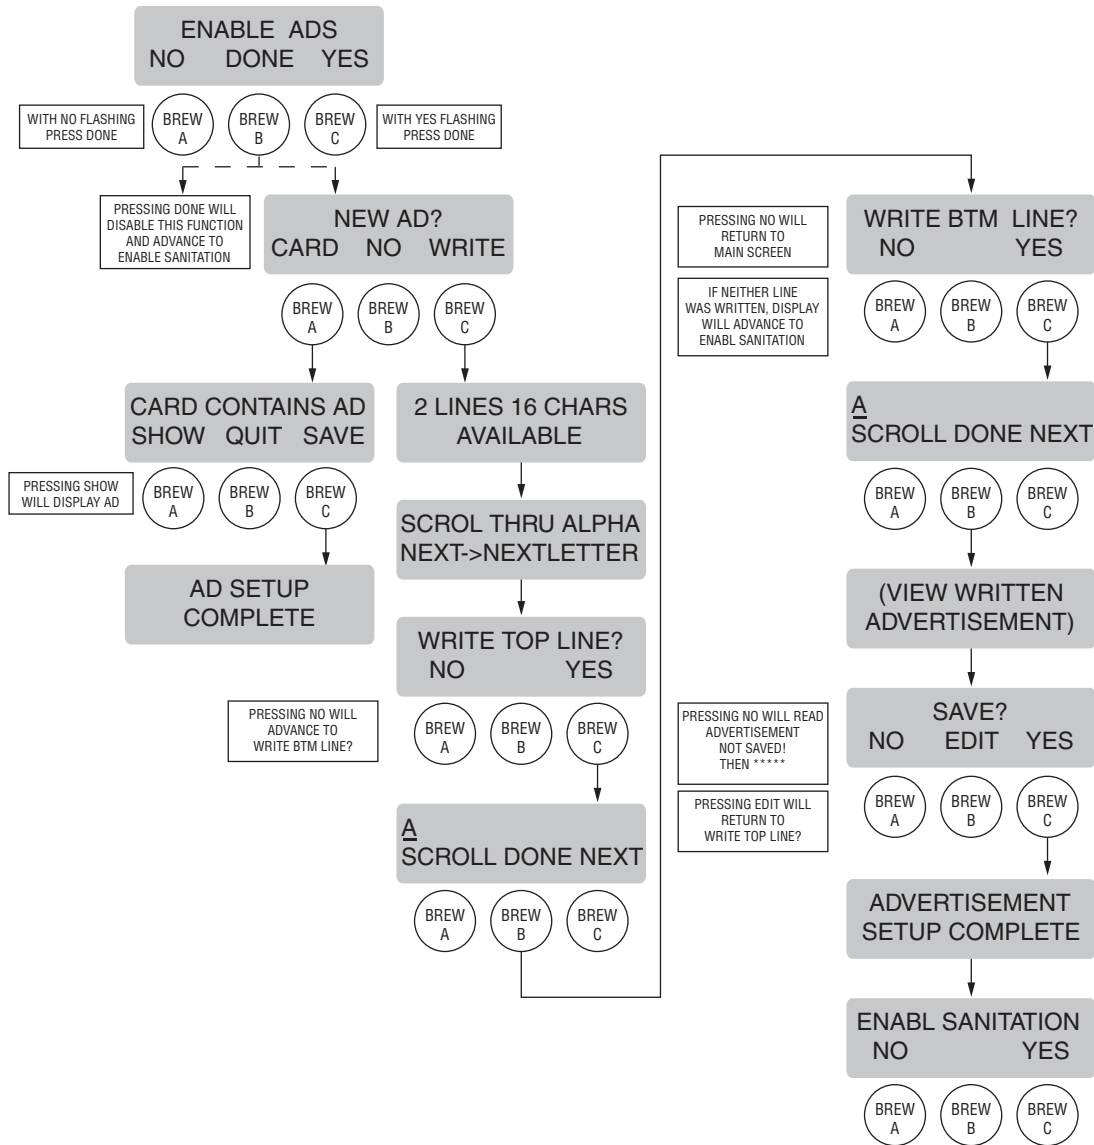 ENABLE ADS
NO DONE YES
WITH NO FLASHING
PRESS DONE
BREW
A
BREW
B
BREW
C
WITH YES FLASHING
PRESS DONE
PRESSING DONE WILL
DISABLE THIS FUNCTION
AND ADVANCE TO
ENABLE SANITATION
NEW AD?
CARD NO WRITE
BREW
A
BREW
B
BREW
C
CARD CONTAINS AD
SHOW QUIT SAVE
PRESSING SHOW
WILL DISPLAY AD
BREW
A
BREW
B
BREW
C
AD SETUP
COMPLETE
2 LINES 16 CHARS
AVAILABLE
SCROL THRU ALPHA
NEXT->NEXTLETTER
WRITE TOP LINE?
NO YES
PRESSING NO WILL
ADVANCE TO
WRITE BTM LINE?
BREW
A
BREW
B
BREW
C
A
SCROLL DONE NEXT
BREW
A
BREW
B
BREW
C
WRITE BTM LINE?
NO YES
PRESSING NO WILL
RETURN TO
MAIN SCREEN
IF NEITHER LINE
WAS WRITTEN, DISPLAY
WILL ADVANCE TO
ENABL SANITATION
BREW
A
BREW
B
BREW
C
A
SCROLL DONE NEXT
BREW
A
BREW
B
BREW
C
(VIEW WRITTEN
ADVERTISEMENT)
SAVE?
NO EDIT YES
PRESSING NO WILL READ
ADVERTISEMENT
NOT SAVED!
THEN *****
PRESSING EDIT WILL
RETURN TO
WRITE TOP LINE?
BREW
A
BREW
B
BREW
C
ADVERTISEMENT
SETUP COMPLETE
ENABL SANITATION
NO YES
BREW
A
BREW
B
BREW
C